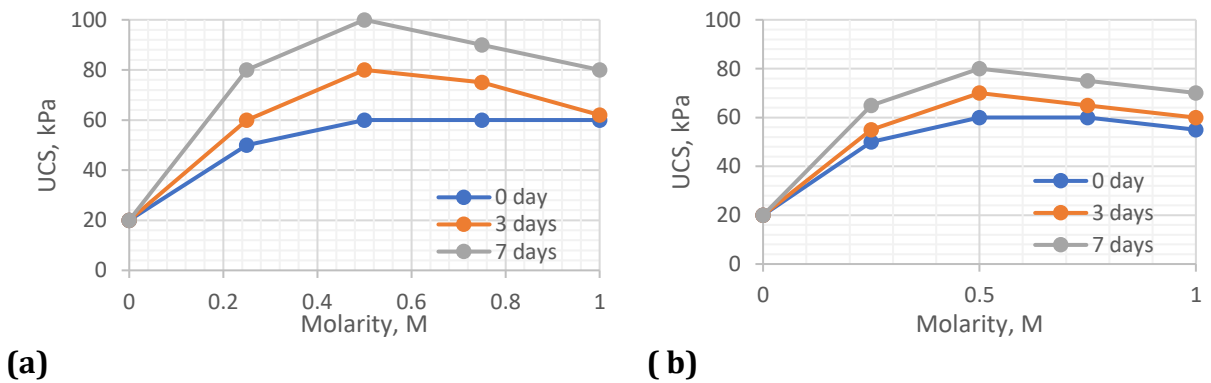 100
80
60
40
20
0
UCS, kPa
0 day
3 days
7 days
0 0.2 0.4 0.6 0.8 1
Molarity, M
(a)
100
80
60
40
20
0
UCS, kPa
0 day
3 days
7 days
0 0.5 1
Molarity, M
( b)